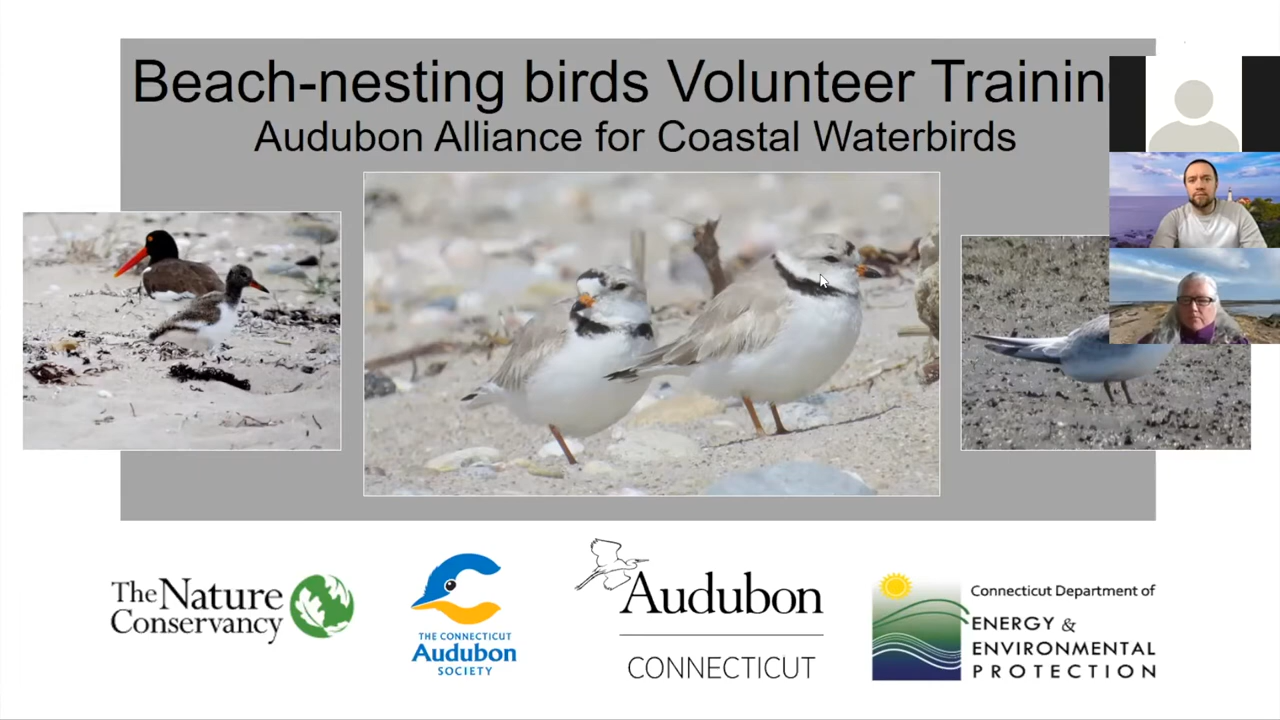 Beach-nesting birds Volunteer Trainin
Audubon Alliance for Coastal Waterbirds
The Nature
Conservancy
THE CONNECTICUT
Audubon
SOCIETY
Audubon
CONNECTICUT
Connecticut Department of
ENERGY &
ENVIRONMENTAL
PROTECTION